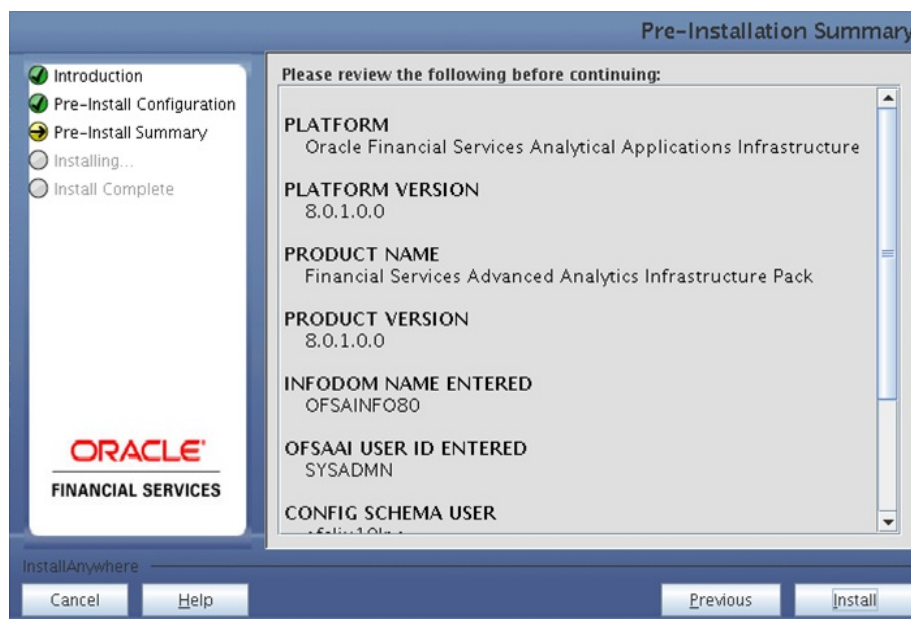 Pre-Installation Summary
Introduction
Pre-Install Configuration
Pre-Install Summary
Installing...
Install Complete
ORACLE
FINANCIAL SERVICES
Please review the following before continuing:
PLATFORM
Oracle Financial Services Analytical Applications Infrastructure
PLATFORM VERSION
8.0.1.0.0
PRODUCT NAME
Financial Services Advanced Analytics Infrastructure Pack
PRODUCT VERSION
8.0.1.0.0
INFODOM NAME ENTERED
OFSAINFO80
OFSAAI USER ID ENTERED
SYSADMN
CONFIG SCHEMA USER
InstallAnywhere
Cancel
Help
Previous
Install